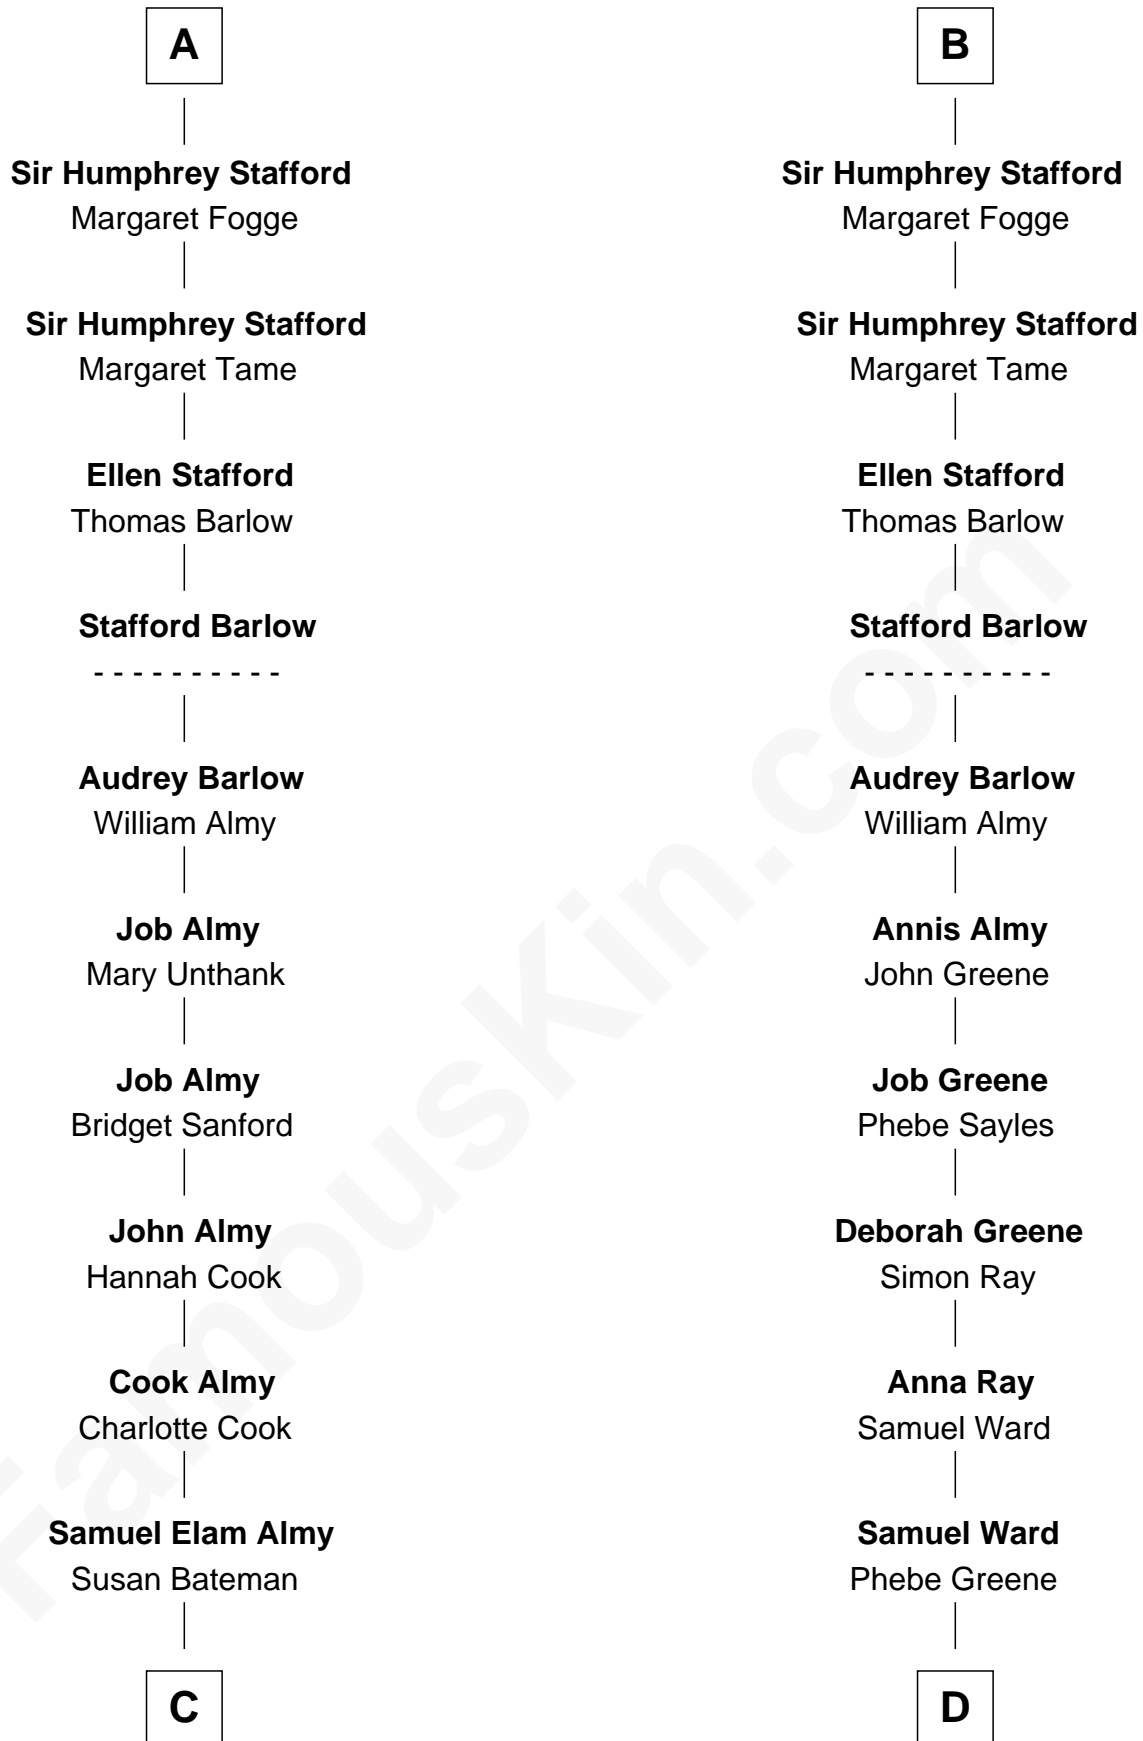 A
Sir Humphrey Stafford
Margaret Fogge
Sir Humphrey Stafford
Margaret Tame
Ellen Stafford
Thomas Barlow
Stafford Barlow
- - - - - - - - - -
Audrey Barlow
William Almy
Job Almy
Mary Unthank
Job Almy
Bridget Sanford
John Almy
Hannah Cook
Cook Almy
Charlotte Cook
Samuel Elam Almy
Susan Bateman
C
B
Sir Humphrey Stafford
Margaret Fogge
Sir Humphrey Stafford
Margaret Tame
Ellen Stafford
Thomas Barlow
Stafford Barlow
- - - - - - - - - -
Audrey Barlow
William Almy
Annis Almy
John Greene
Job Greene
Phebe Sayles
Deborah Greene
Simon Ray
Anna Ray
Samuel Ward
Samuel Ward
Phebe Greene
D
FamousKin.com